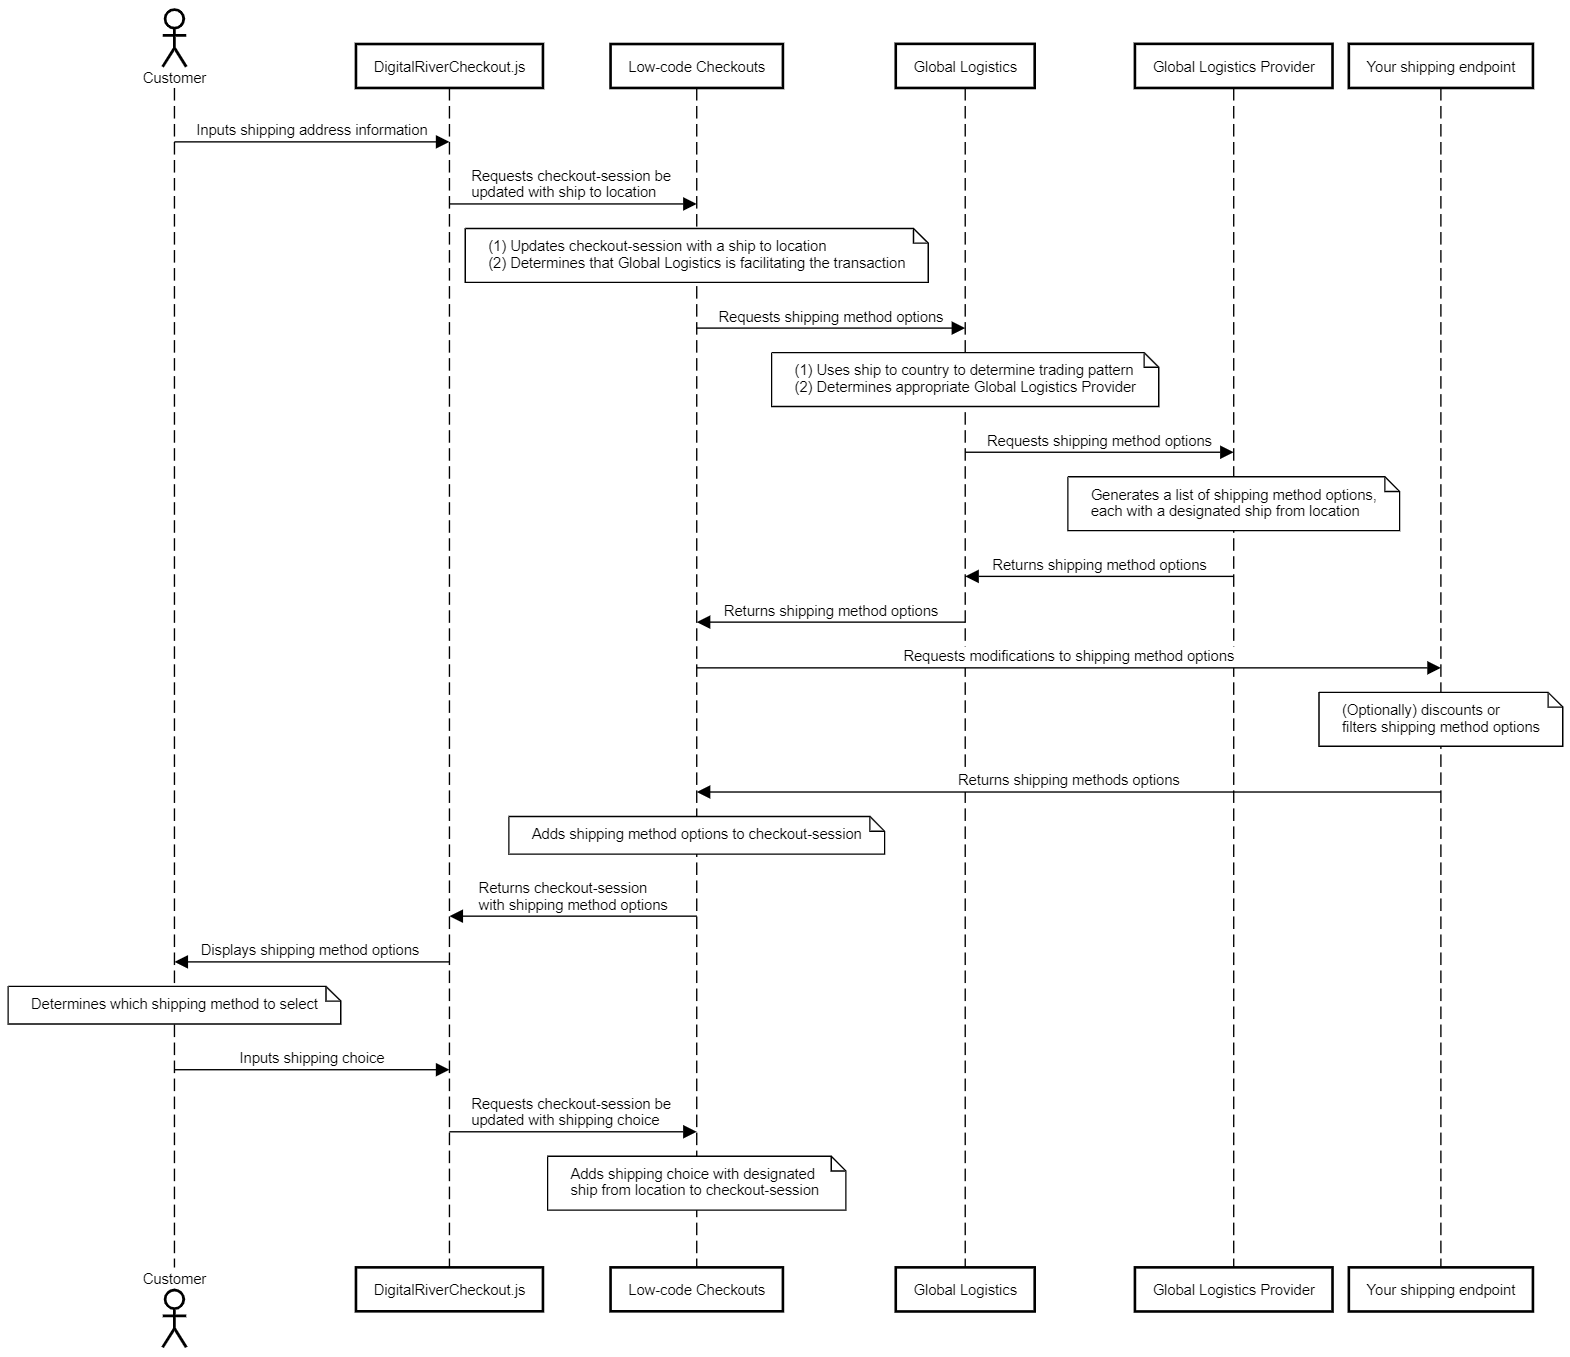 Customer
DigitalRiverCheckout.js
Low-code Checkouts
Global Logistics
Global Logistics Provider
Your shipping endpoint
Inputs shipping address information
Requests checkout-session be
updated with ship to location
(1) Updates checkout-session with a ship to location
(2) Determines that Global Logistics is facilitating the transaction
Requests shipping method options
(1) Uses ship to country to determine trading pattern
(2) Determines appropriate Global Logistics Provider
Requests shipping method options
Generates a list of shipping method options,
each with a designated ship from location
Returns shipping method options
Returns shipping method options
Requests modifications to shipping method options
(Optionally) discounts or
filters shipping method options
Returns shipping methods options
Adds shipping method options to checkout-session
Returns checkout-session
with shipping method options
Displays shipping method options
Determines which shipping method to select
Inputs shipping choice
Requests checkout-session be
updated with shipping choice
Adds shipping choice with designated
ship from location to checkout-session
Customer
DigitalRiverCheckout.js
Low-code Checkouts
Global Logistics
Global Logistics Provider
Your shipping endpoint